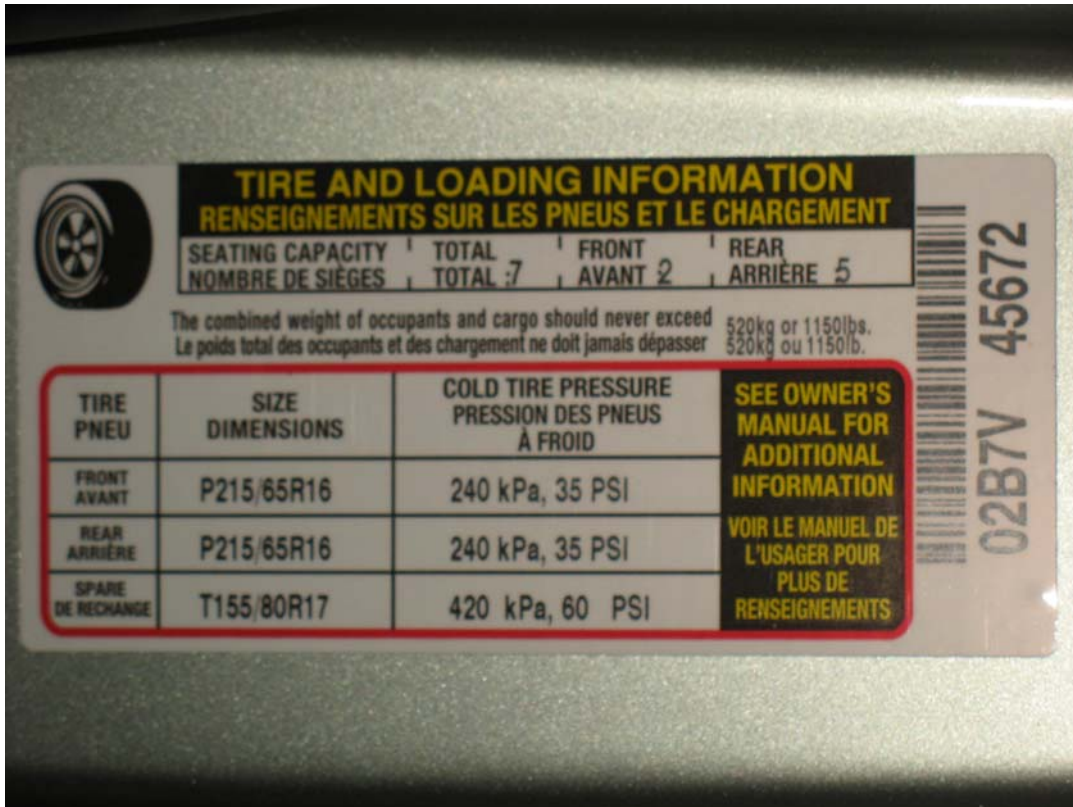 TIRE AND LOADING INFORMATION
RENSEIGNEMENTS SUR LES PNEUS ET LE CHARGEMENT
SEATING CAPACITY TOTAL FRONT REAR
NOMBRE DE SIÈGES TOTAL :7 AVANT :2 ARRIÈRE :5
The combined weight of occupants and cargo should never exceed 520kg or 1150lbs.
Le poids total des occupants et des chargement ne doit jamais dépasser 520kg ou 1150lb.
TIRE
PNEU
SIZE
DIMENSIONS
COLD TIRE PRESSURE
PRESSION DES PNEUS
À FROID
FRONT
AVANT
P215/65R16
240 kPa, 35 PSI
REAR
ARRIÈRE
P215/65R16
240 kPa, 35 PSI
SPARE
DE RECHANGE
T155/80R17
420 kPa, 60 PSI
SEE OWNER'S
MANUAL FOR
ADDITIONAL
INFORMATION
VOIR LE MANUEL DE
L'USAGER POUR
PLUS DE
RENSEIGNEMENTS
02B7V 45672